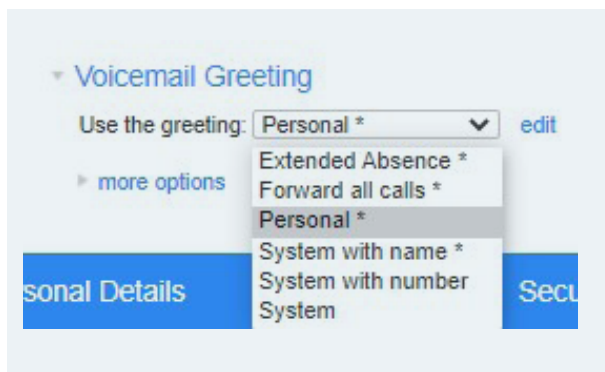 Voicemail Greeting
Use the greeting: Personal * edit
Extended Absence *
more options
Forward all calls *
Personal *
System with name *
sonal Details
System with number
Secu
System